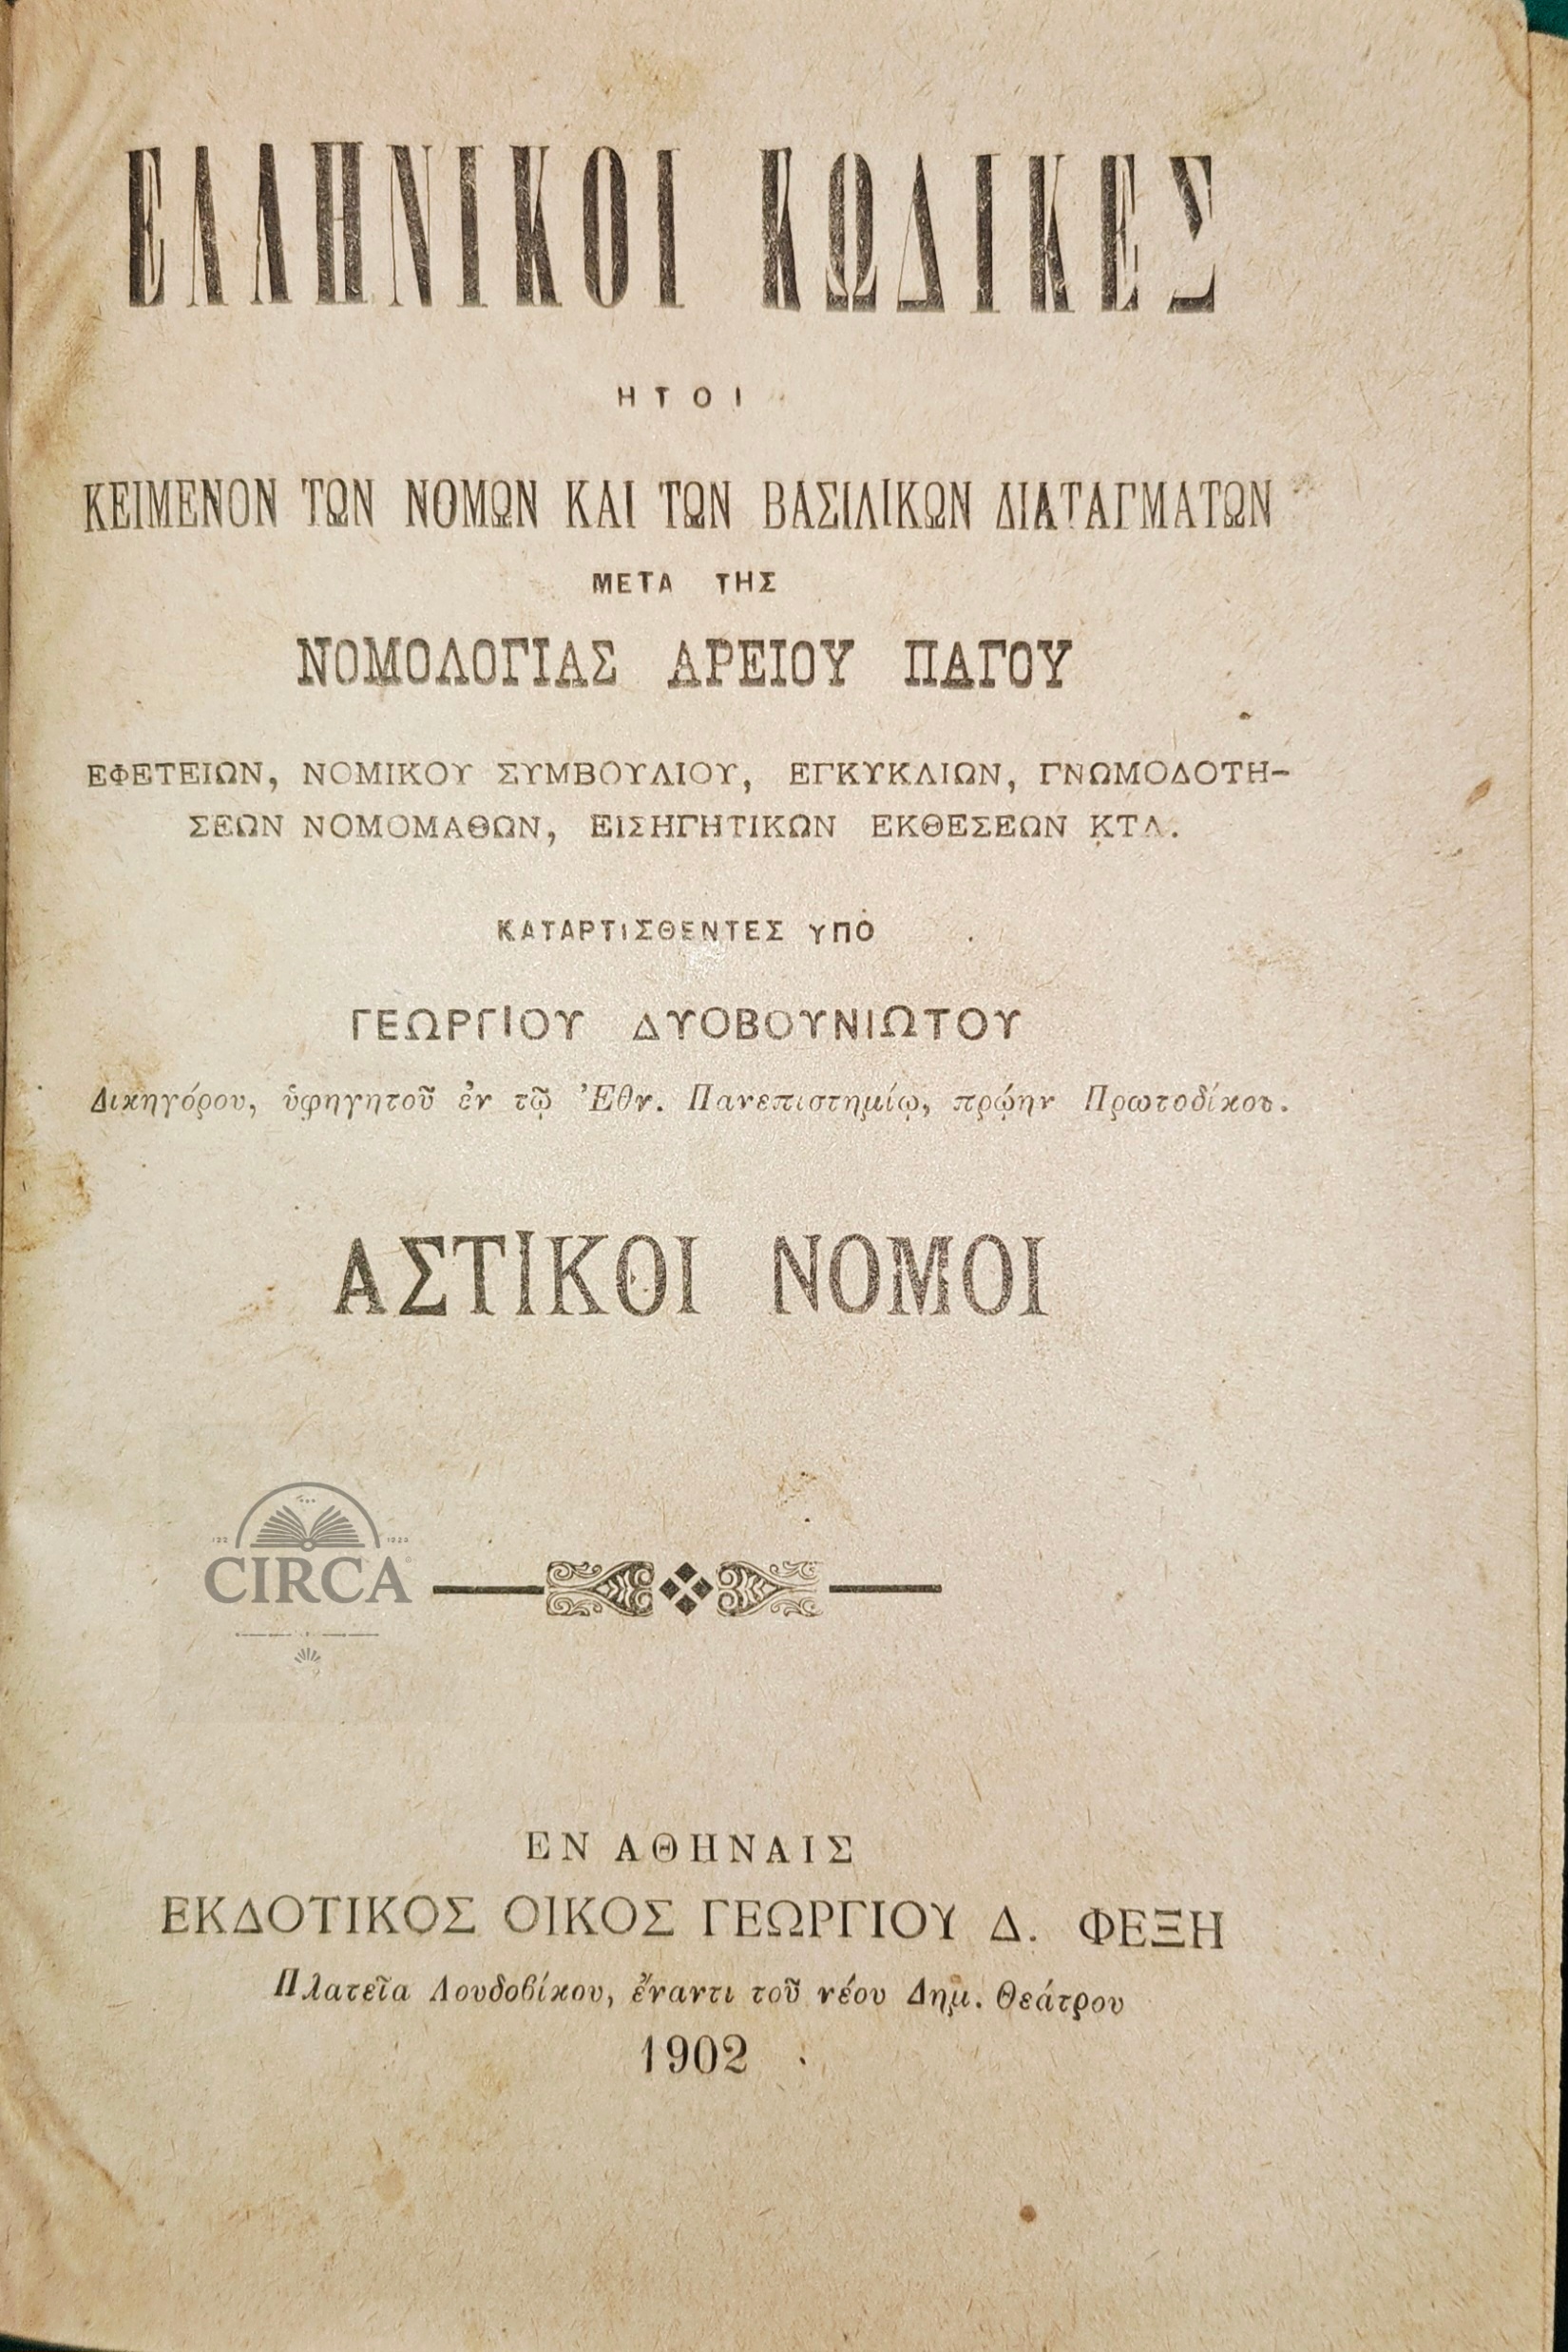 ΕΛΛΗΝΙΚΟΙ ΚΩΔΙΚΕΣ
ΗΤΟΙ
ΚΕΙΜΕΝΟΝ ΤΩΝ ΝΟΜΩΝ ΚΑΙ ΤΩΝ ΒΑΣΙΛΙΚΩΝ ΔΙΑΤΑΓΜΑΤΩΝ
ΜΕΤΑ ΤΗΣ
ΝΟΜΟΛΟΓΙΑΣ ΑΡΕΙΟΥ ΠΑΓΟΥ
ΕΦΕΤΕΙΩΝ, ΝΟΜΙΚΟΥ ΣΥΜΒΟΥΛΙΟΥ, ΕΓΚΥΚΛΙΩΝ, ΓΝΩΜΟΔΟΤΗ-
ΣΕΩΝ ΝΟΜΟΜΑΘΩΝ, ΕΙΣΗΓΗΤΙΚΩΝ ΕΚΘΕΣΕΩΝ ΚΤΛ.
ΚΑΤΑΡΤΙΣΘΕΝΤΕΣ ΥΠΟ
ΓΕΩΡΓΙΟΥ ΔΥΟΒΟΥΝΙΩΤΟΥ
Δικηγόρου, ὑφηγητοῦ ἐν τῷ Ἐθν. Πανεπιστημίῳ, πρῴην Πρωτοδίκου.
ΑΣΤΙΚΟΙ ΝΟΜΟΙ
CIRCA
ΕΝ ΑΘΗΝΑΙΣ
ΕΚΔΟΤΙΚΟΣ ΟΙΚΟΣ ΓΕΩΡΓΙΟΥ Δ. ΦΕΞΗ
Πλατεῖα Λουδοβίκου, ἔναντι τοῦ νέου Δημ. Θεάτρου
1902